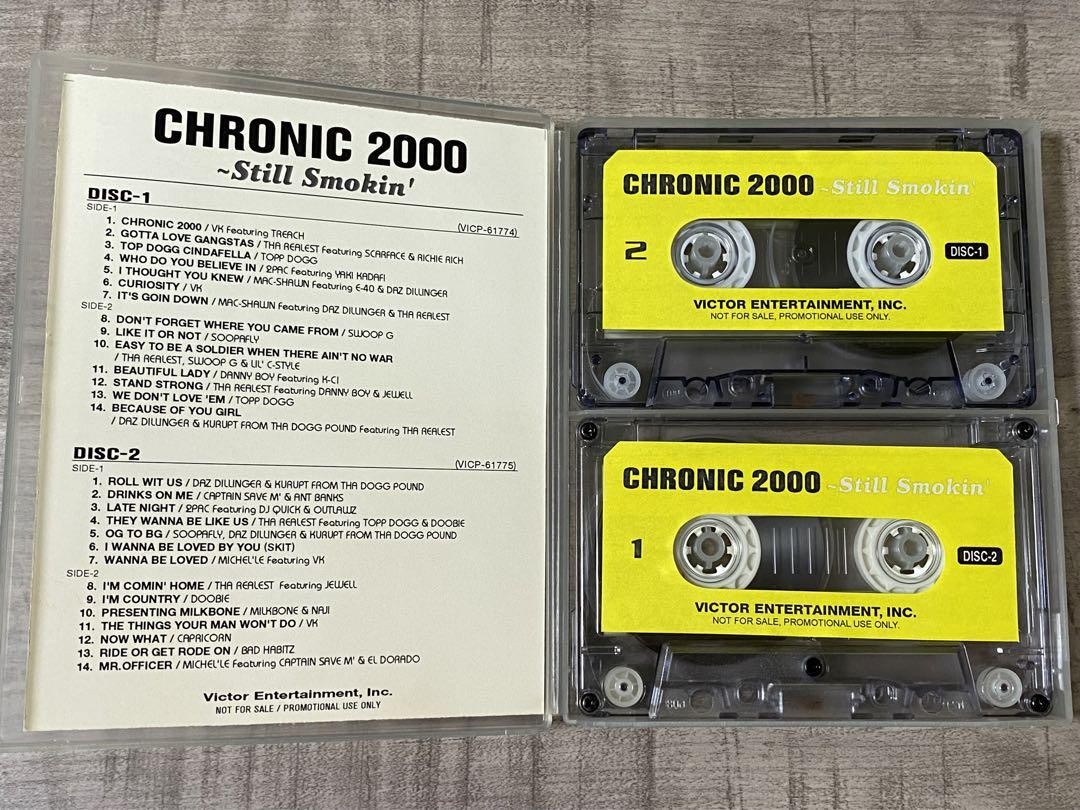 CHRONIC 2000
~Still Smokin'
DISC-1
SIDE-1
(VICP-61774)
1. CHRONIC 2000 / VK featuring TREACH
2. GOTTA LOVE GANGSTAS / THA REALEST featuring SCARFACE & RICHIE RICH
3. TOP DOGG CINDAFELLA / TOPP DOGG
4. WHO DO YOU BELIEVE IN / 2PAC featuring YAKI KADAFI
5. I THOUGHT YOU KNEW / MAC-SHAWN featuring E-40 & DAZ DILLINGER
6. CURIOSITY / VK
7. IT'S GOIN DOWN / MAC-SHAWN featuring DAZ DILLINGER & THA REALEST
SIDE-2
8. DON'T FORGET WHERE YOU CAME FROM / SWOOP G
9. LIKE IT OR NOT / SOOPAFLY
10. EASY TO BE A SOLDIER WHEN THERE AIN'T NO WAR
/ THA REALEST, SWOOP G & LIL' C-STYLE
11. BEAUTIFUL LADY / DANNY BOY featuring K-CI
12. STAND STRONG / THA REALEST featuring DANNY BOY & JEWELL
13. WE DON'T LOVE 'EM / TOPP DOGG
14. BECAUSE OF YOU GIRL
/ DAZ DILLINGER & KURUPT FROM THA DOGG POUND featuring THA REALEST
DISC-2
SIDE-1
(VICP-61775)
1. ROLL WIT US / DAZ DILLINGER & KURUPT FROM THA DOGG POUND
2. DRINKS ON ME / CAPTAIN SAVE M' & ANT BANKS
3. LATE NIGHT / 2PAC featuring DJ QUICK & OUTLAWZ
4. THEY WANNA BE LIKE US / THA REALEST featuring TOPP DOGG & DOOBIE
5. OG TO BG / SOOPAFLY, DAZ DILLINGER & KURUPT FROM THA DOGG POUND
6. I WANNA BE LOVED BY YOU (SKIT)
7. WANNA BE LOVED / MICHEL'LE featuring VK
SIDE-2
8. I'M COMIN' HOME / THA REALEST featuring JEWELL
9. I'M COUNTRY / DOOBIE
10. PRESENTING MILKBONE / MILKBONE & NAJI
11. THE THINGS YOUR MAN WON'T DO / VK
12. NOW WHAT / CAPRICORN
13. RIDE OR GET RODE ON / BAD HABITZ
14. MR.OFFICER / MICHEL'LE featuring CAPTAIN SAVE M' & EL DORADO
Victor Entertainment, Inc.
NOT FOR SALE / PROMOTIONAL USE ONLY
CHRONIC 2000 ~Still Smokin'
2
DISC-1
VICTOR ENTERTAINMENT, INC.
NOT FOR SALE, PROMOTIONAL USE ONLY.
CHRONIC 2000 ~Still Smokin'
1
DISC-2
VICTOR ENTERTAINMENT, INC.
NOT FOR SALE, PROMOTIONAL USE ONLY.